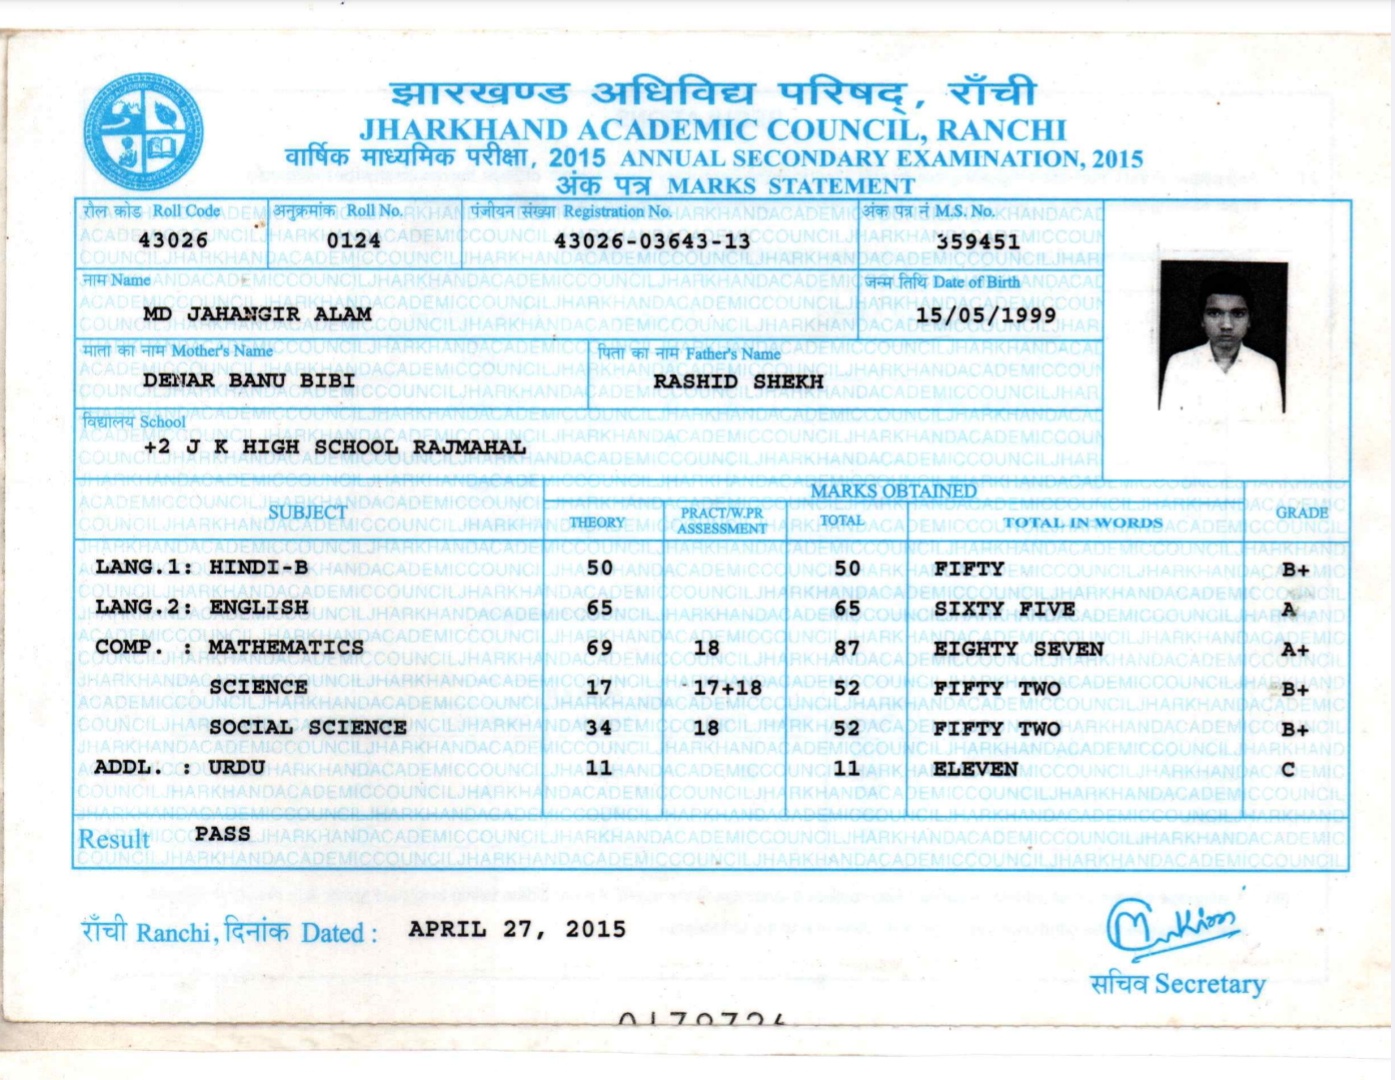 झारखण्ड अधिविद्य परिषद्, राँची
JHARKHAND ACADEMIC COUNCIL, RANCHI
वार्षिक माध्यमिक परीक्षा, 2015 ANNUAL SECONDARY EXAMINATION, 2015
अंक पत्र MARKS STATEMENT
रौल कोड Roll Code अनुक्रमांक Roll No. पंजीयन संख्या Registration No. अंक पत्र नं M.S. No.
43026 0124 43026-03643-13 359451
नाम Name जन्म तिथि Date of Birth
MD JAHANGIR ALAM 15/05/1999
माता का नाम Mother's Name पिता का नाम Father's Name
DENAR BANU BIBI RASHID SHEKH
विद्यालय School
+2 J K HIGH SCHOOL RAJMAHAL
MARKS OBTAINED
SUBJECT THEORY PRACT/W.PR ASSESSMENT TOTAL TOTAL IN WORDS GRADE
LANG.1: HINDI-B 50 50 FIFTY B+
LANG.2: ENGLISH 65 65 SIXTY FIVE A
COMP. : MATHEMATICS 69 18 87 EIGHTY SEVEN A+
SCIENCE 17 17+18 52 FIFTY TWO B+
SOCIAL SCIENCE 34 18 52 FIFTY TWO B+
ADDL. : URDU 11 11 ELEVEN C
Result PASS
राँची Ranchi, दिनांक Dated : APRIL 27, 2015
सचिव Secretary